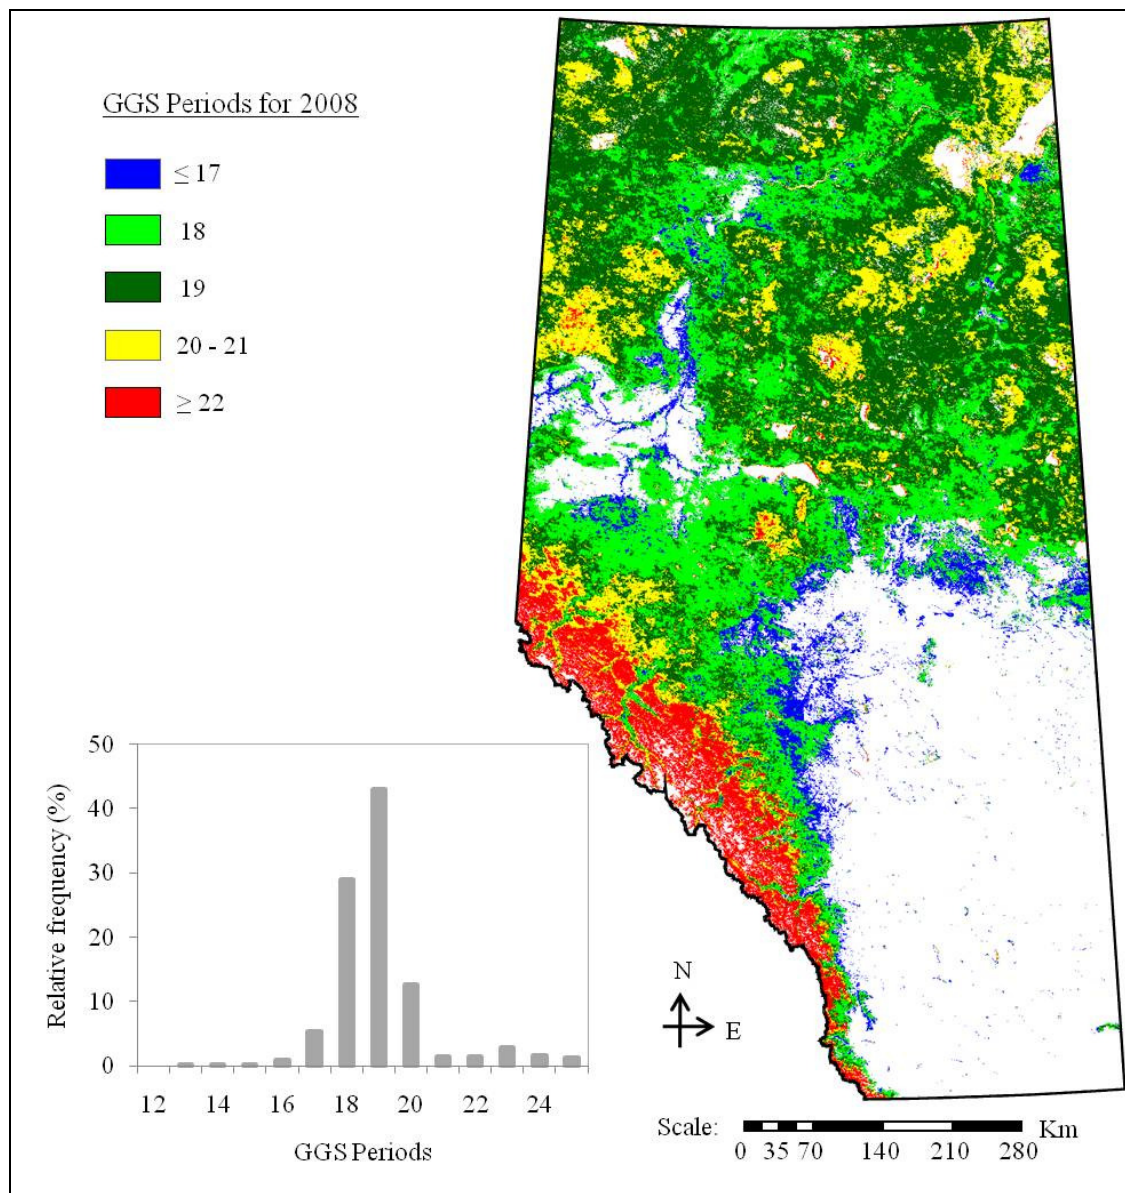 GGS Periods for 2008
≤ 17
18
19
20 - 21
≥ 22
50
40
30
20
10
0
Relative frequency (%)
12 14 16 18 20 22 24
GGS Periods
N
E
Scale:
Km
0 35 70 140 210 280